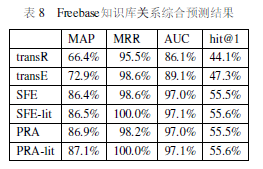 表 8 Freebase知识库关系综合预测结果
MAP MRR AUC hit@1
transR 66.4% 95.5% 86.1% 44.1%
transE 72.9% 98.6% 89.1% 47.3%
SFE 86.4% 98.6% 97.0% 55.5%
SFE-lit 86.5% 100.0% 97.1% 55.6%
PRA 86.9% 98.2% 97.0% 55.5%
PRA-lit 87.1% 100.0% 97.1% 55.6%